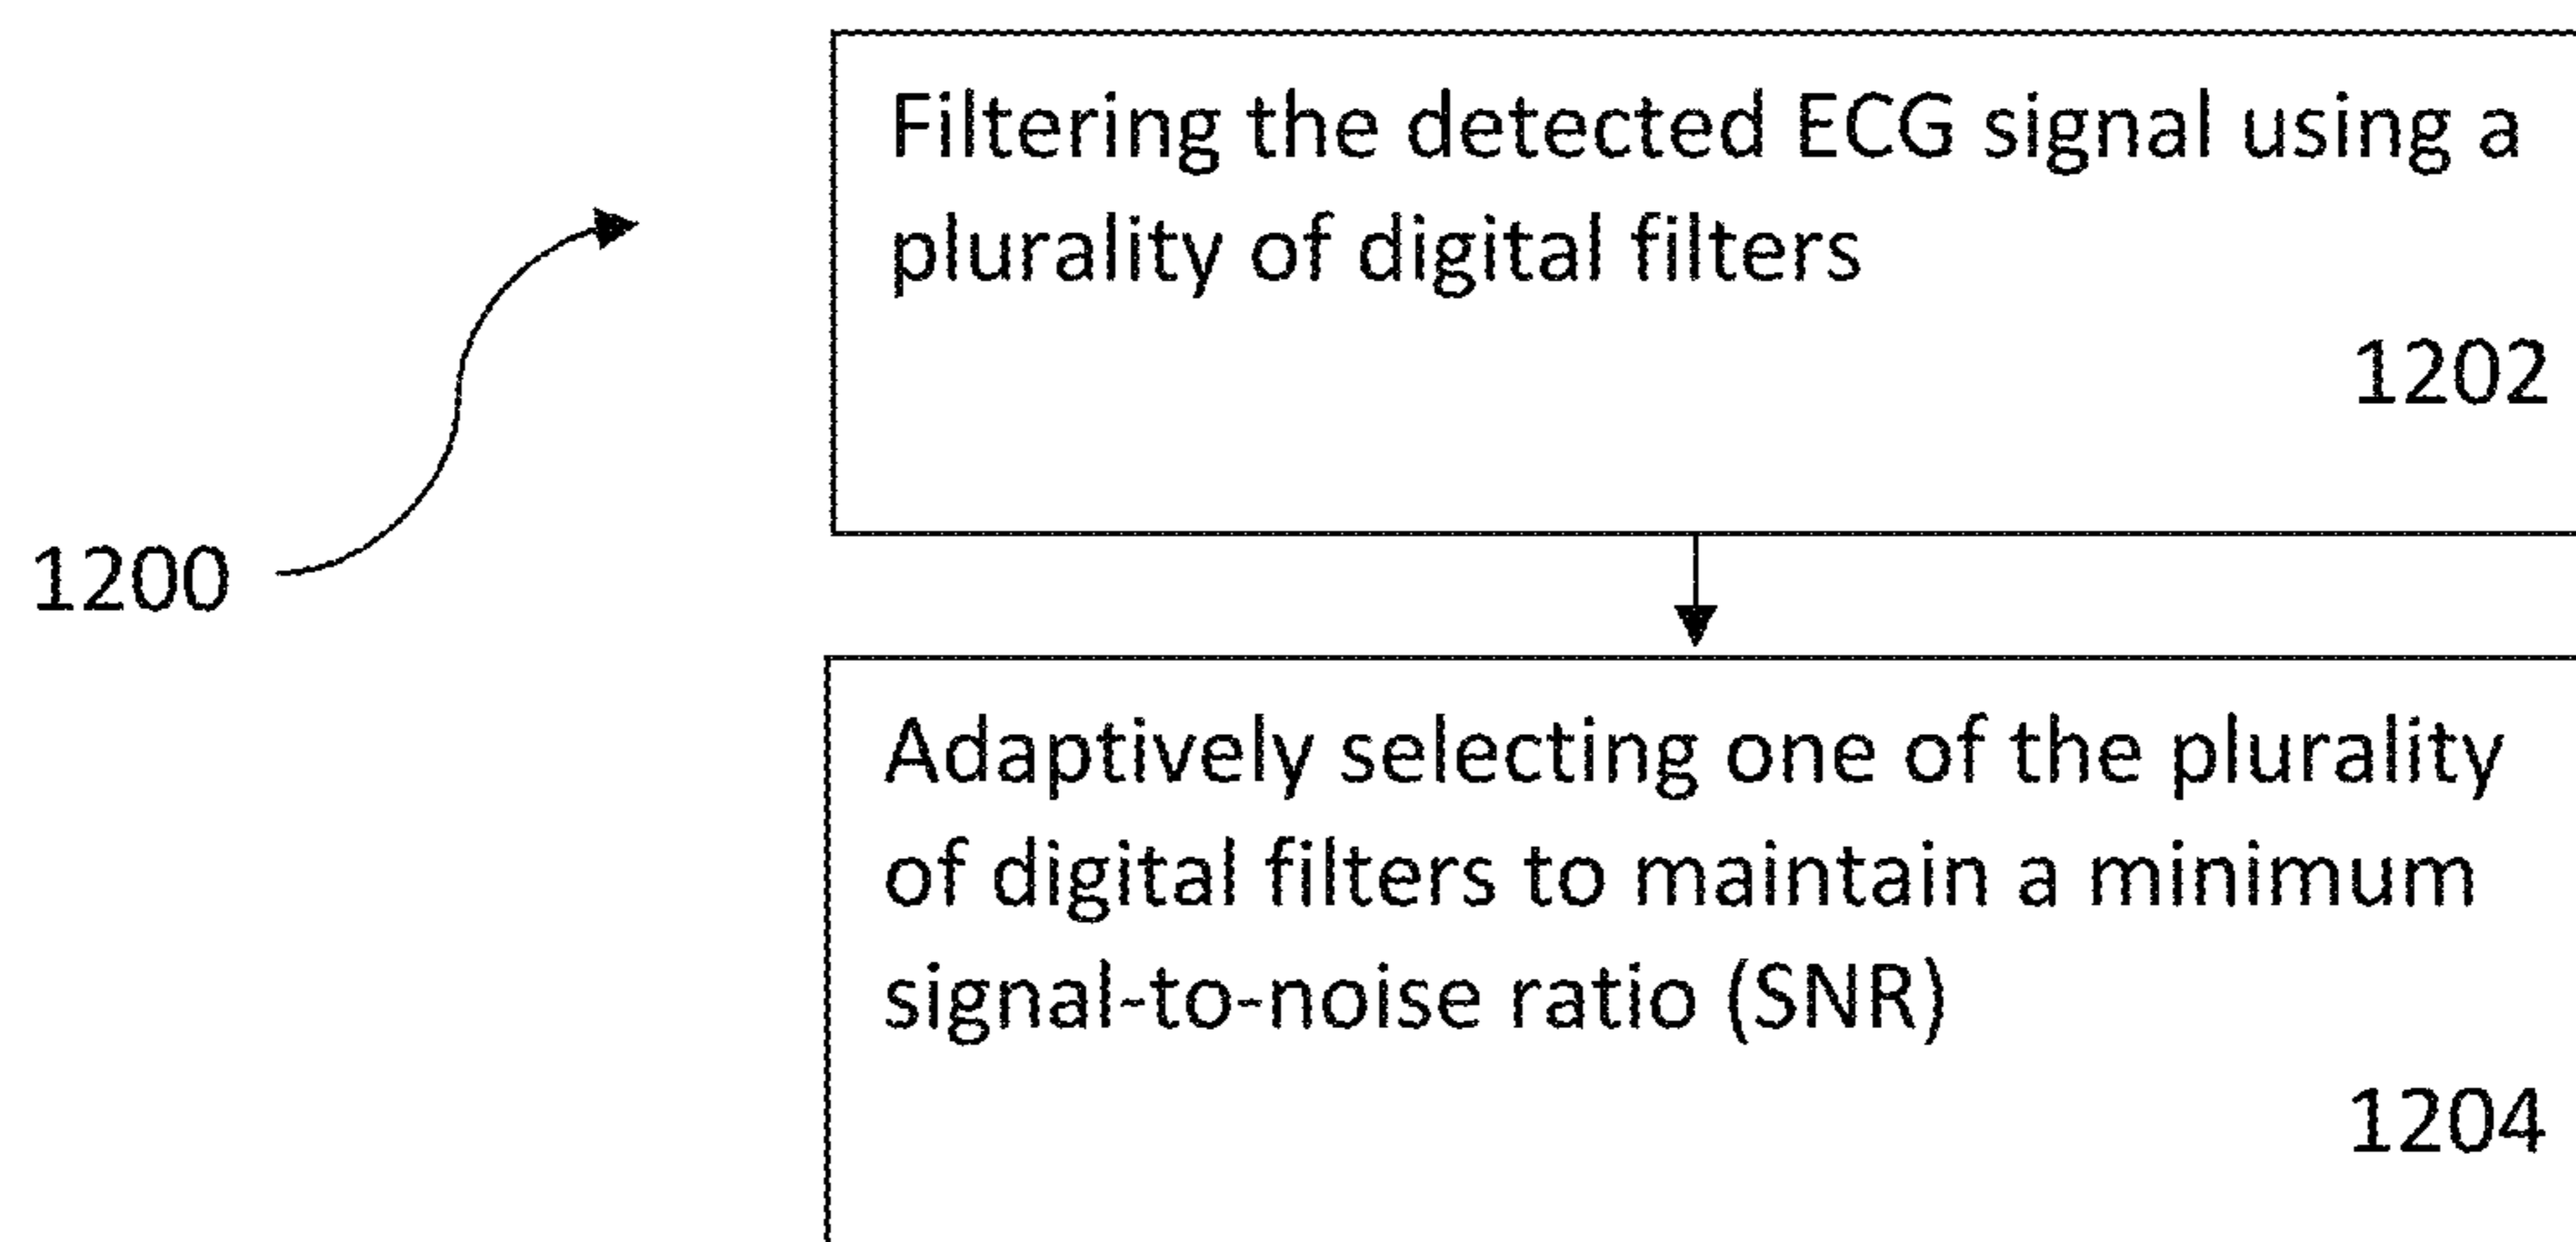 Filtering the detected ECG signal using a
plurality of digital filters
1202
1200
Adaptively selecting one of the plurality
of digital filters to maintain a minimum
signal-to-noise ratio (SNR)
1204